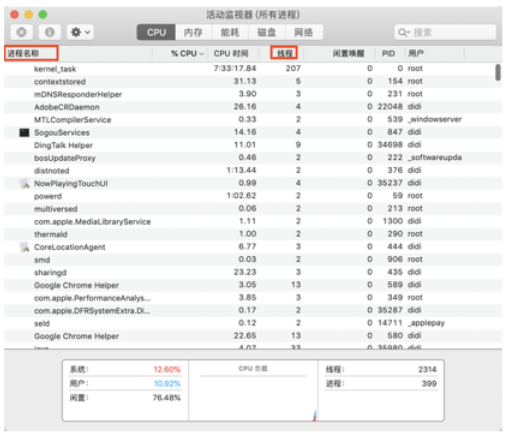 活动监视器 (所有进程)
CPU 内存 能耗 磁盘 网络 搜索
进程名称 % CPU CPU 时间 线程 闲置唤醒 PID 用户
kernel_task 7:33:17.84 207 0 0 root
contextstored 31.13 5 0 154 root
mDNSResponderHelper 3.90 3 0 231 root
AdobeCRDaemon 26.16 4 0 22048 didi
MTLCompilerService 0.33 2 0 539 _windowserver
SogouServices 14.16 4 0 847 didi
DingTalk Helper 11.01 9 0 34698 didi
bosUpdateProxy 0.46 2 0 222 _softwareupda
distnoted 1:13.44 2 0 376 didi
NowPlayingTouchUI 0.99 4 0 35237 didi
powerd 1:02.62 2 0 59 root
multiversed 0.06 2 0 213 root
com.apple.MediaLibraryService 1.11 2 0 1300 didi
thermald 1.00 2 0 290 root
CoreLocationAgent 6.77 3 0 444 didi
smd 0.03 2 0 906 root
sharingd 23.23 3 0 435 didi
Google Chrome Helper 3.05 13 0 589 didi
com.apple.PerformanceAnalys... 3.85 3 0 349 root
com.apple.DFRSystemExtra.Di... 0.17 2 0 35287 didi
seld 0.12 2 0 14711 _applepay
Google Chrome Helper 22.65 13 0 580 didi
java 4.07 33 0 35980 didi
系统: 12.60% CPU 负载 线程: 2314
用户: 10.92% 进程: 399
闲置: 76.48%